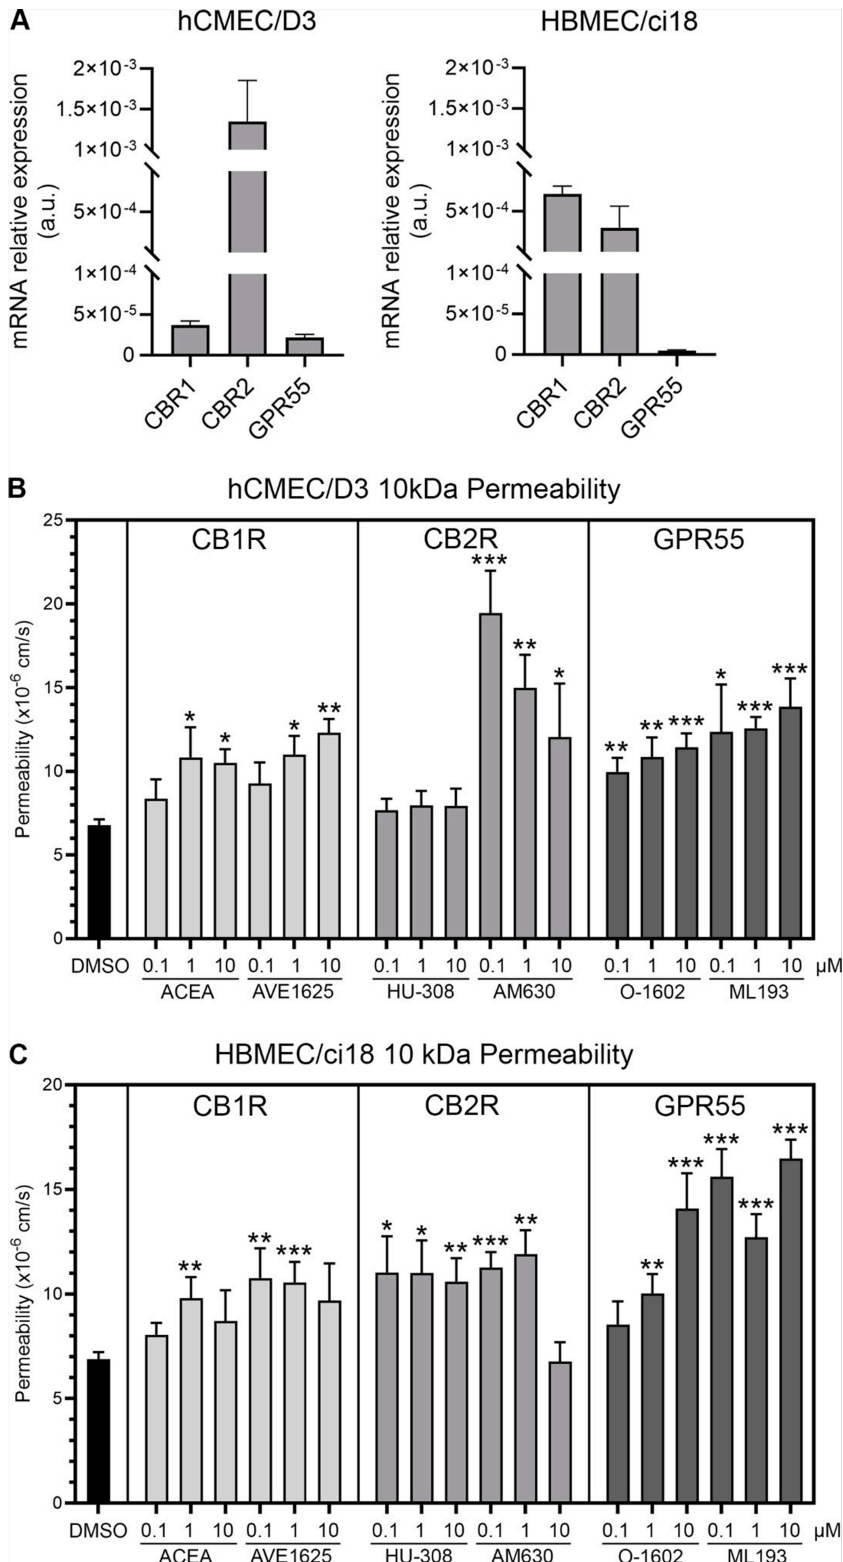 A
hCMEC/D3
HBMEC/ci18
mRNA relative expression
(a.u.)
2×10-3
1.5×10-3
1×10-3
5×10-4
1×10-4
5×10-5
0
CBR1
CBR2
GPR55
mRNA relative expression
(a.u.)
2×10-3
1.5×10-3
1×10-3
5×10-4
1×10-4
5×10-5
0
CBR1
CBR2
GPR55
B
hCMEC/D3 10kDa Permeability
Permeability (x10-6 cm/s)
25
20
15
10
5
0
CB1R
CB2R
GPR55
* * * **
*** ** *
** ** *** * *** ***
DMSO 0.1 1 10 0.1 1 10 0.1 1 10 0.1 1 10 0.1 1 10 0.1 1 10 µM
ACEA AVE1625 HU-308 AM630 O-1602 ML193
C
HBMEC/ci18 10 kDa Permeability
Permeability (x10-6 cm/s)
20
15
10
5
0
CB1R
CB2R
GPR55
** ** ***
* * ** *** **
** *** *** *** ***
DMSO 0.1 1 10 0.1 1 10 0.1 1 10 0.1 1 10 0.1 1 10 0.1 1 10 µM
ACEA AVE1625 HU-308 AM630 O-1602 ML193